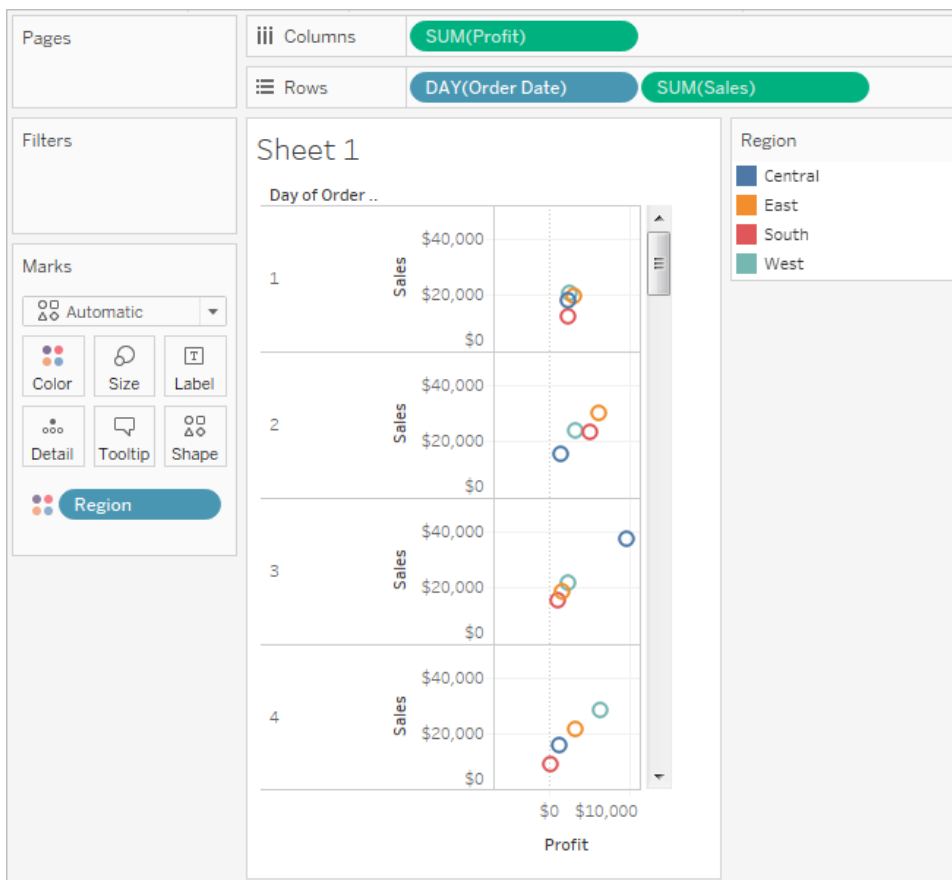 Pages
Columns
SUM(Profit)
Rows
DAY(Order Date)
SUM(Sales)
Filters
Marks
Automatic
Color
Size
T
Label
Detail
Tooltip
Shape
Region
Sheet 1
Day of Order ..
1
Sales
$40,000
$20,000
$0
2
Sales
$40,000
$20,000
$0
3
Sales
$40,000
$20,000
$0
4
Sales
$40,000
$20,000
$0
$0
$10,000
Profit
Region
Central
East
South
West